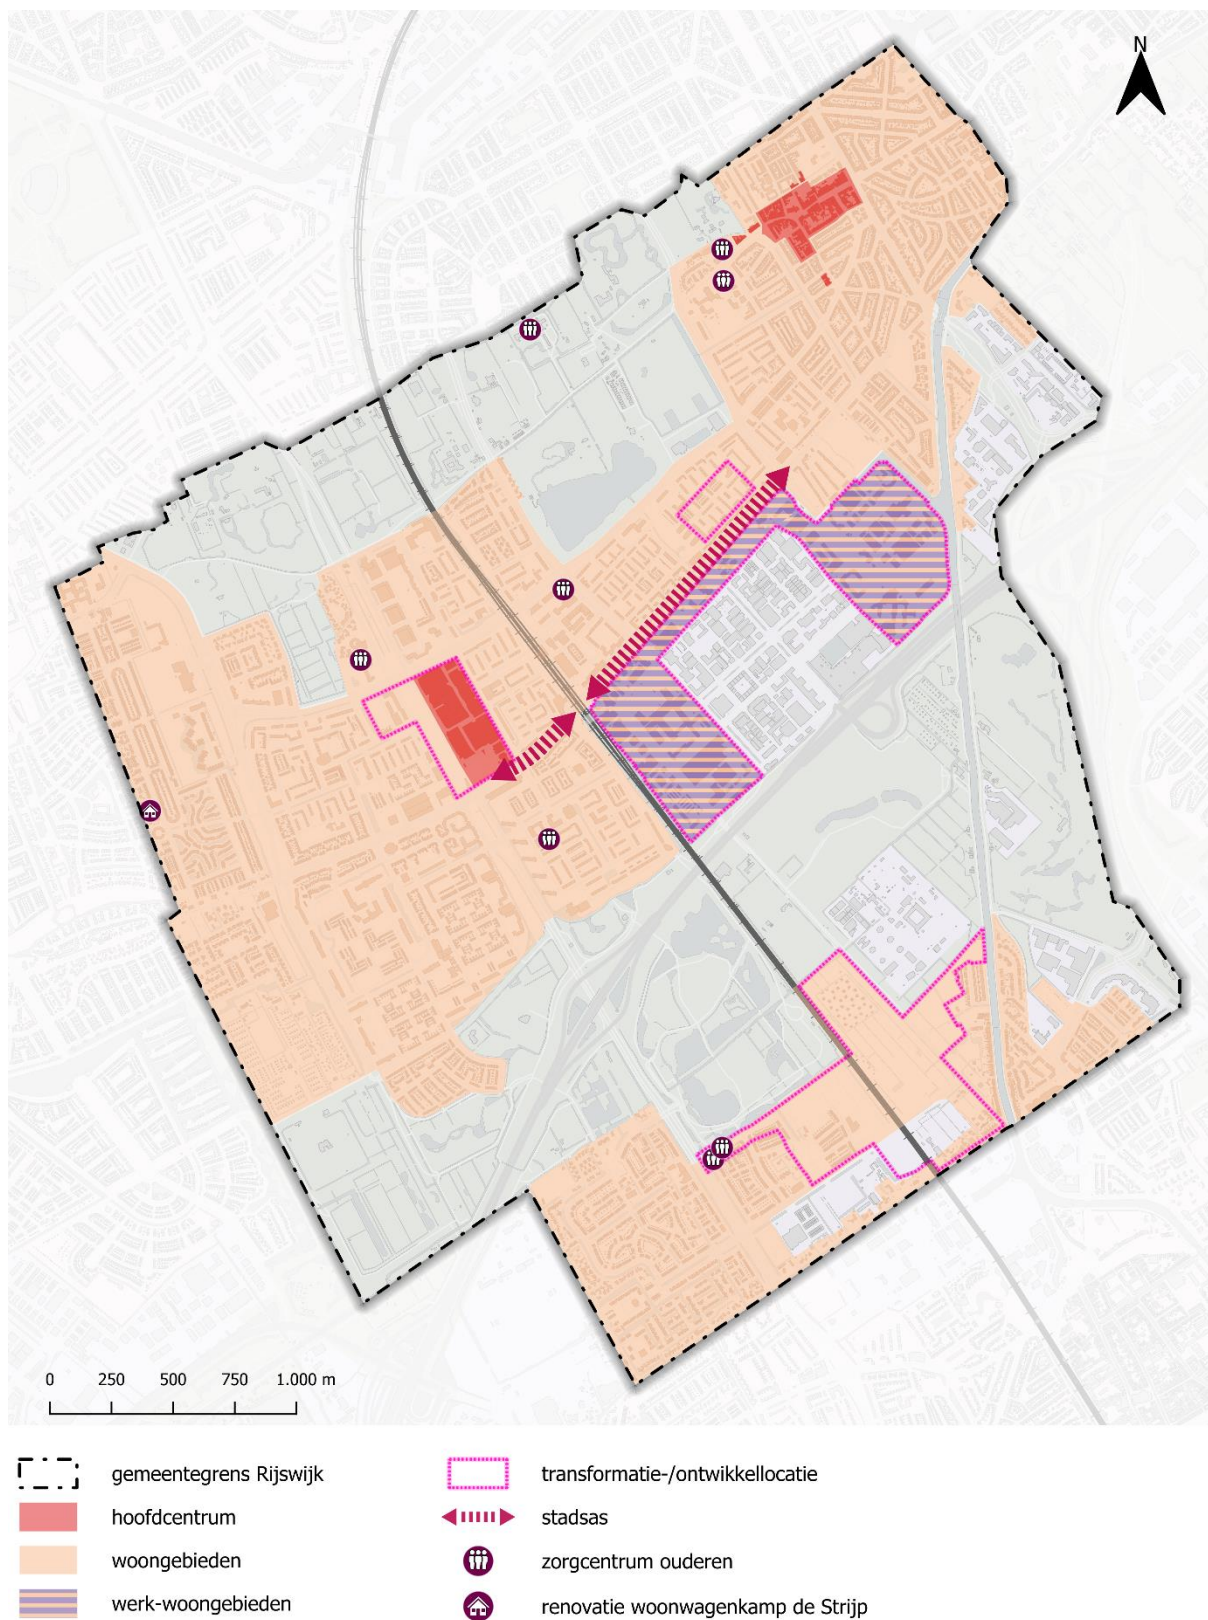 N
0 250 500 750 1.000 m
gemeentegrens Rijswijk
hoofdcentrum
woongebieden
werk-woongebieden
transformatie-/ontwikkellocatie
stadsas
zorgcentrum ouderen
renovatie woonwagenkamp de Strijp